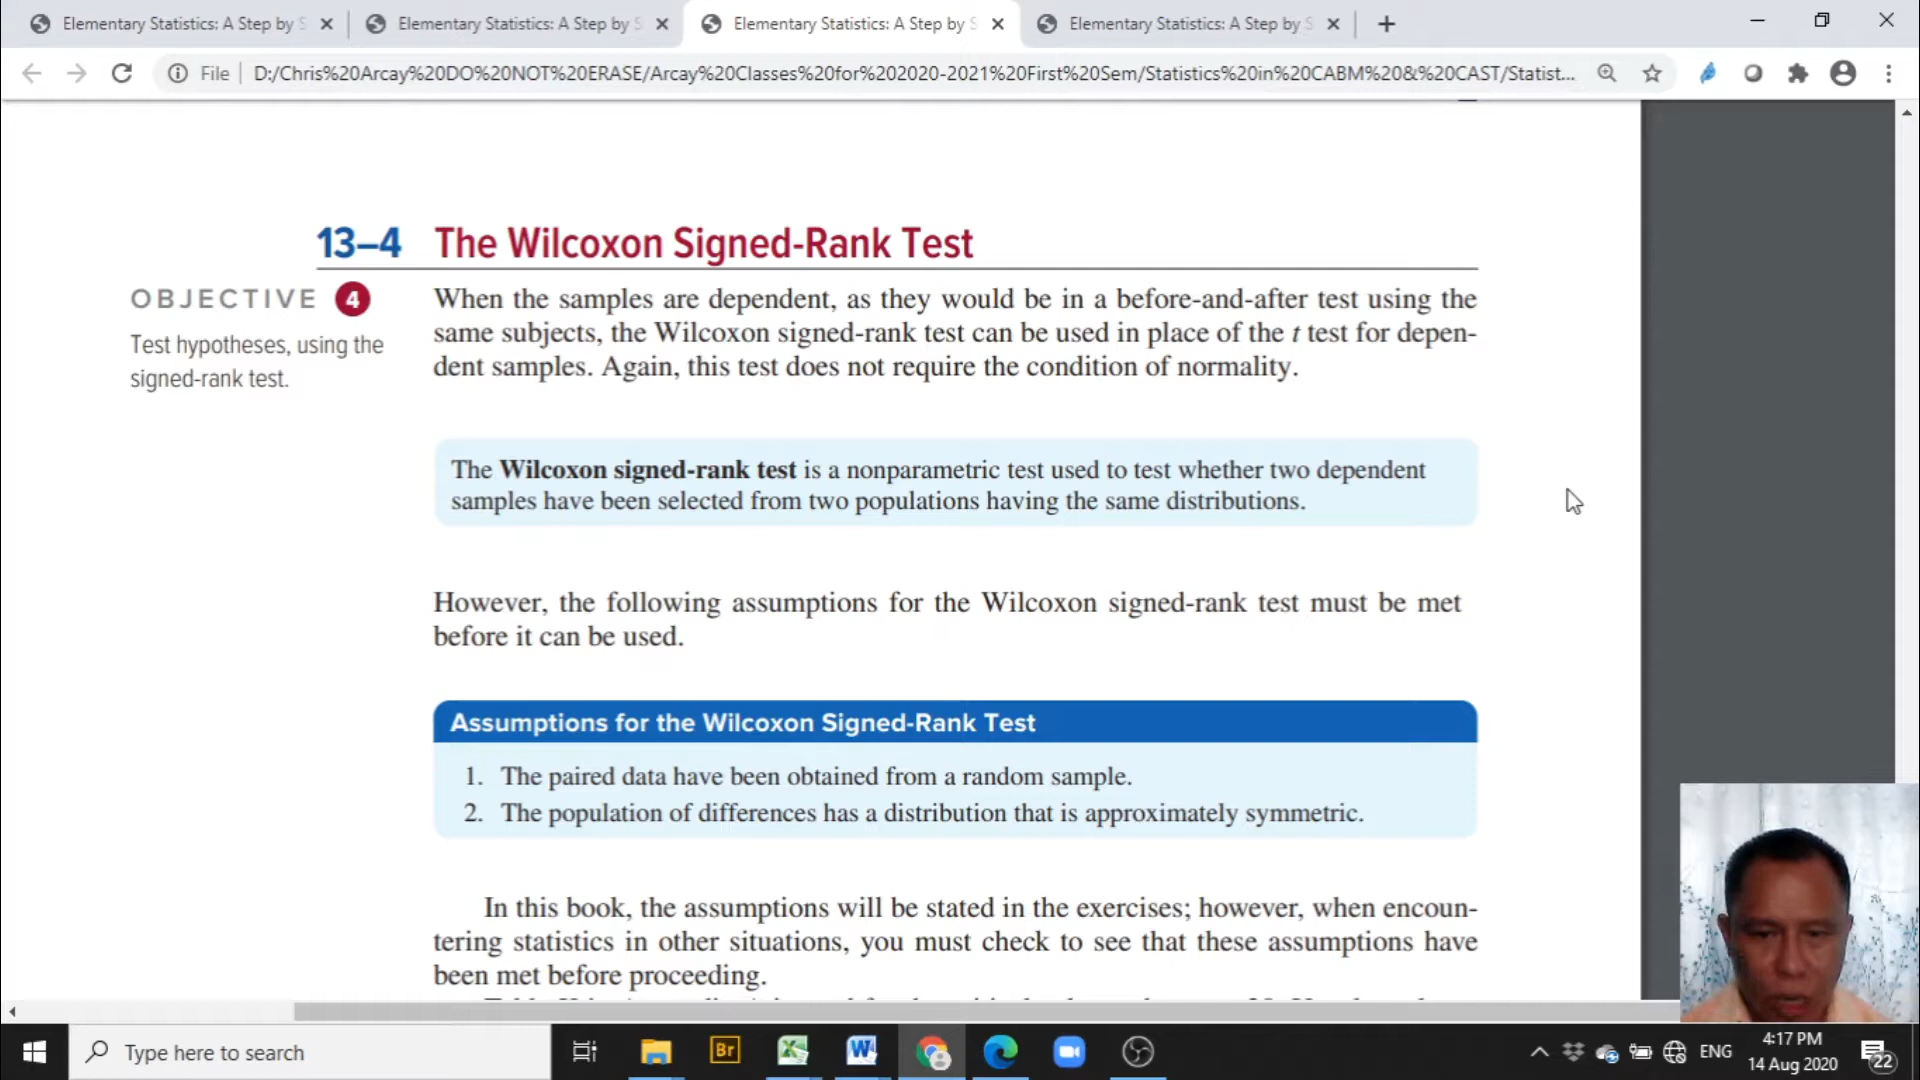 Elementary Statistics: A Step by S
Elementary Statistics: A Step by S
Elementary Statistics: A Step by S
Elementary Statistics: A Step by S
File
D:/Chris%20Arcay%20DO%20NOT%20ERASE/Arcay%20Classes%20for%202020-2021%20First%20Sem/Statistics%20in%20CABM%20&%20CAST/Statist...
13–4 The Wilcoxon Signed-Rank Test
OBJECTIVE 4
Test hypotheses, using the
signed-rank test.
When the samples are dependent, as they would be in a before-and-after test using the
same subjects, the Wilcoxon signed-rank test can be used in place of the t test for depen-
dent samples. Again, this test does not require the condition of normality.
The Wilcoxon signed-rank test is a nonparametric test used to test whether two dependent
samples have been selected from two populations having the same distributions.
However, the following assumptions for the Wilcoxon signed-rank test must be met
before it can be used.
Assumptions for the Wilcoxon Signed-Rank Test
1. The paired data have been obtained from a random sample.
2. The population of differences has a distribution that is approximately symmetric.
In this book, the assumptions will be stated in the exercises; however, when encoun-
tering statistics in other situations, you must check to see that these assumptions have
been met before proceeding.
Type here to search
Br
ENG
4:17 PM
14 Aug 2020
22